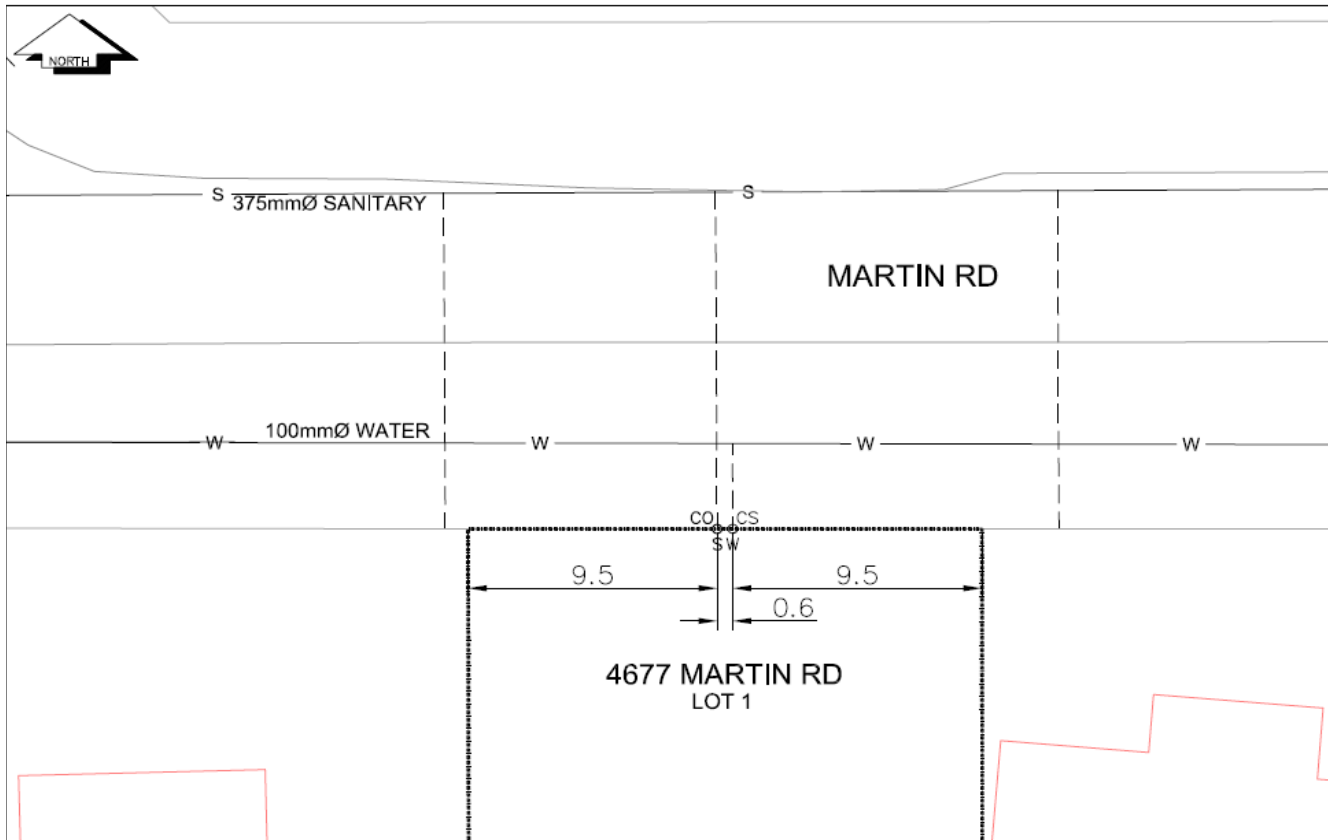 NORTH
S
S
375mmØ SANITARY
MARTIN RD
100mmØ WATER
W
W
W
W
CO
CS
S
W
9.5
9.5
0.6
4677 MARTIN RD
LOT 1